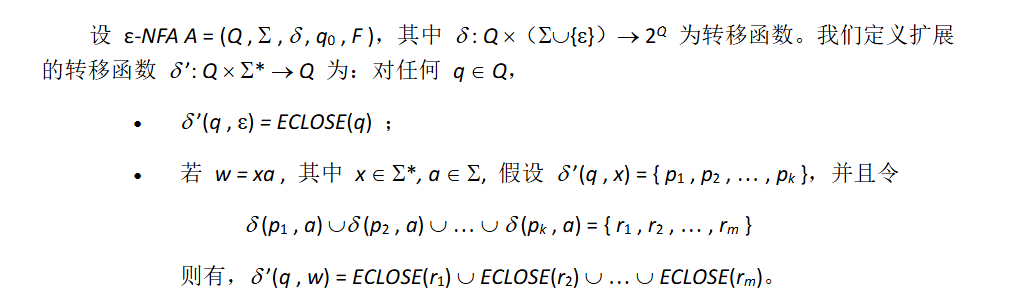 设 ε-NFA A = (Q , Σ , δ, q₀ , F ), 其中 δ : Q × (Σ∪{ε}) → 2^Q 为转移函数。我们定义扩展
的转移函数 δ’: Q × Σ* → Q 为: 对任何 q ∈ Q,
• δ’(q , ε) = ECLOSE(q) ;
• 若 w = xa , 其中 x ∈ Σ*, a ∈ Σ, 假设 δ’(q , x) = { p₁ , p₂ , … , pₖ }, 并且令
δ (p₁ , a) ∪ δ (p₂ , a) ∪ … ∪ δ (pₖ , a) = { r₁ , r₂ , … , rₘ }
则有, δ’(q , w) = ECLOSE(r₁) ∪ ECLOSE(r₂) ∪ … ∪ ECLOSE(rₘ)。